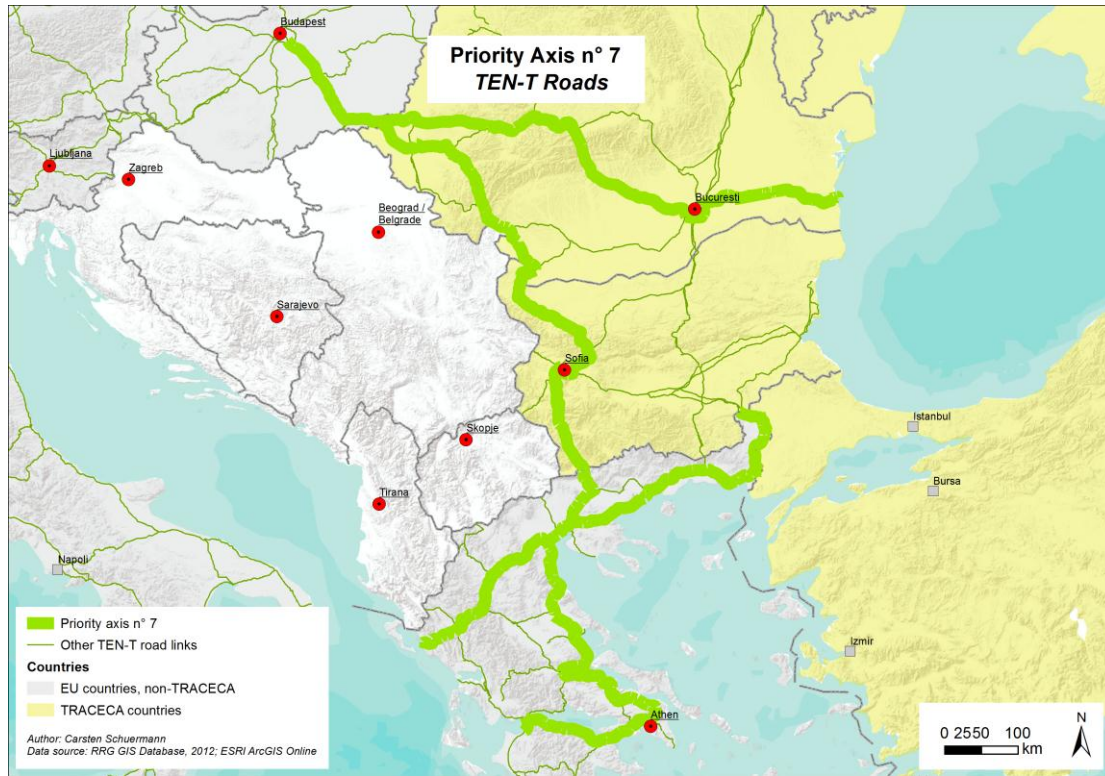 Budapest
Priority Axis n° 7
TEN-T Roads
Ljubljana
Zagreb
Beograd /
Belgrade
Bucureşti
Sarajevo
Sofia
Skopje
Istanbul
Bursa
Tirana
Napoli
Izmir
Athen
Priority axis n° 7
Other TEN-T road links
Countries
EU countries, non-TRACECA
TRACECA countries
Author: Carsten Schuermann
Data source: RRG GIS Database, 2012; ESRI ArcGIS Online
0 2550 100
km
N